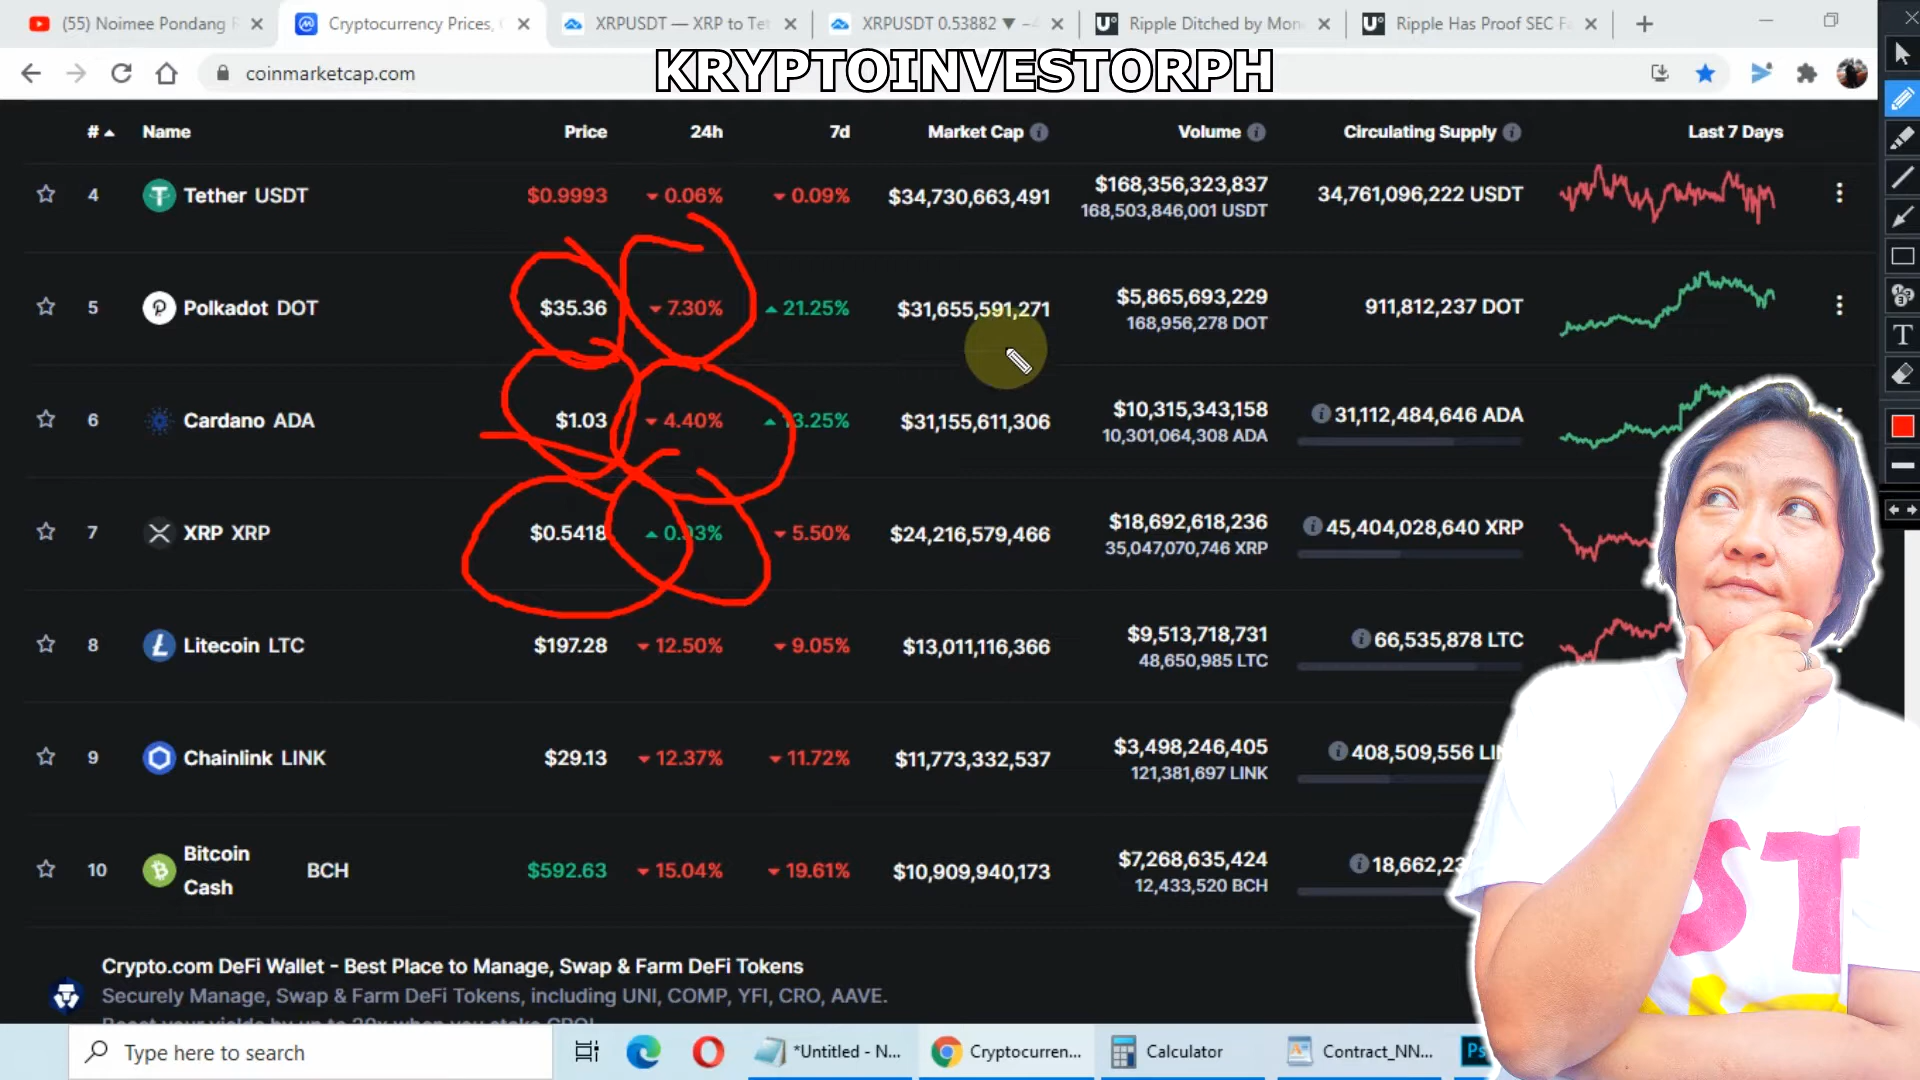 (55) Noimee Pondang Cryptocurrency Prices, XRPUSDT — XRP to Tet XRPUSDT 0.53882 ▼ Ripple Ditched by Mon Ripple Has Proof SEC
coinmarketcap.com
KRYPTOINVESTORPH
# Name Price 24h 7d Market Cap Volume Circulating Supply Last 7 Days
4 Tether USDT $0.9993 0.06% 0.09% $34,730,663,491 $168,356,323,837 34,761,096,222 USDT
168,503,846,001 USDT
5 Polkadot DOT $35.36 7.30% 21.25% $31,655,591,271 $5,865,693,229 911,812,237 DOT
168,956,278 DOT
6 Cardano ADA $1.03 4.40% 13.25% $31,155,611,306 $10,315,343,158 31,112,484,646 ADA
10,301,064,308 ADA
7 XRP XRP $0.5418 5.50% $24,216,579,466 $18,692,618,236 45,404,028,640 XRP
35,047,070,746 XRP
8 Litecoin LTC $197.28 12.50% 9.05% $13,011,116,366 $9,513,718,731 66,535,878 LTC
48,650,985 LTC
9 Chainlink LINK $29.13 12.37% 11.72% $11,773,332,537 $3,498,246,405 408,509,556 LIN
121,381,697 LINK
10 Bitcoin Cash BCH $592.63 15.04% 19.61% $10,909,940,173 $7,268,635,424 18,662,23
12,433,520 BCH
Crypto.com DeFi Wallet - Best Place to Manage, Swap & Farm DeFi Tokens
Securely Manage, Swap & Farm DeFi Tokens, including UNI, COMP, YFI, CRO, AAVE.
ST
Type here to search *Untitled - N... Cryptocurren... Calculator Contract_NN... Ps